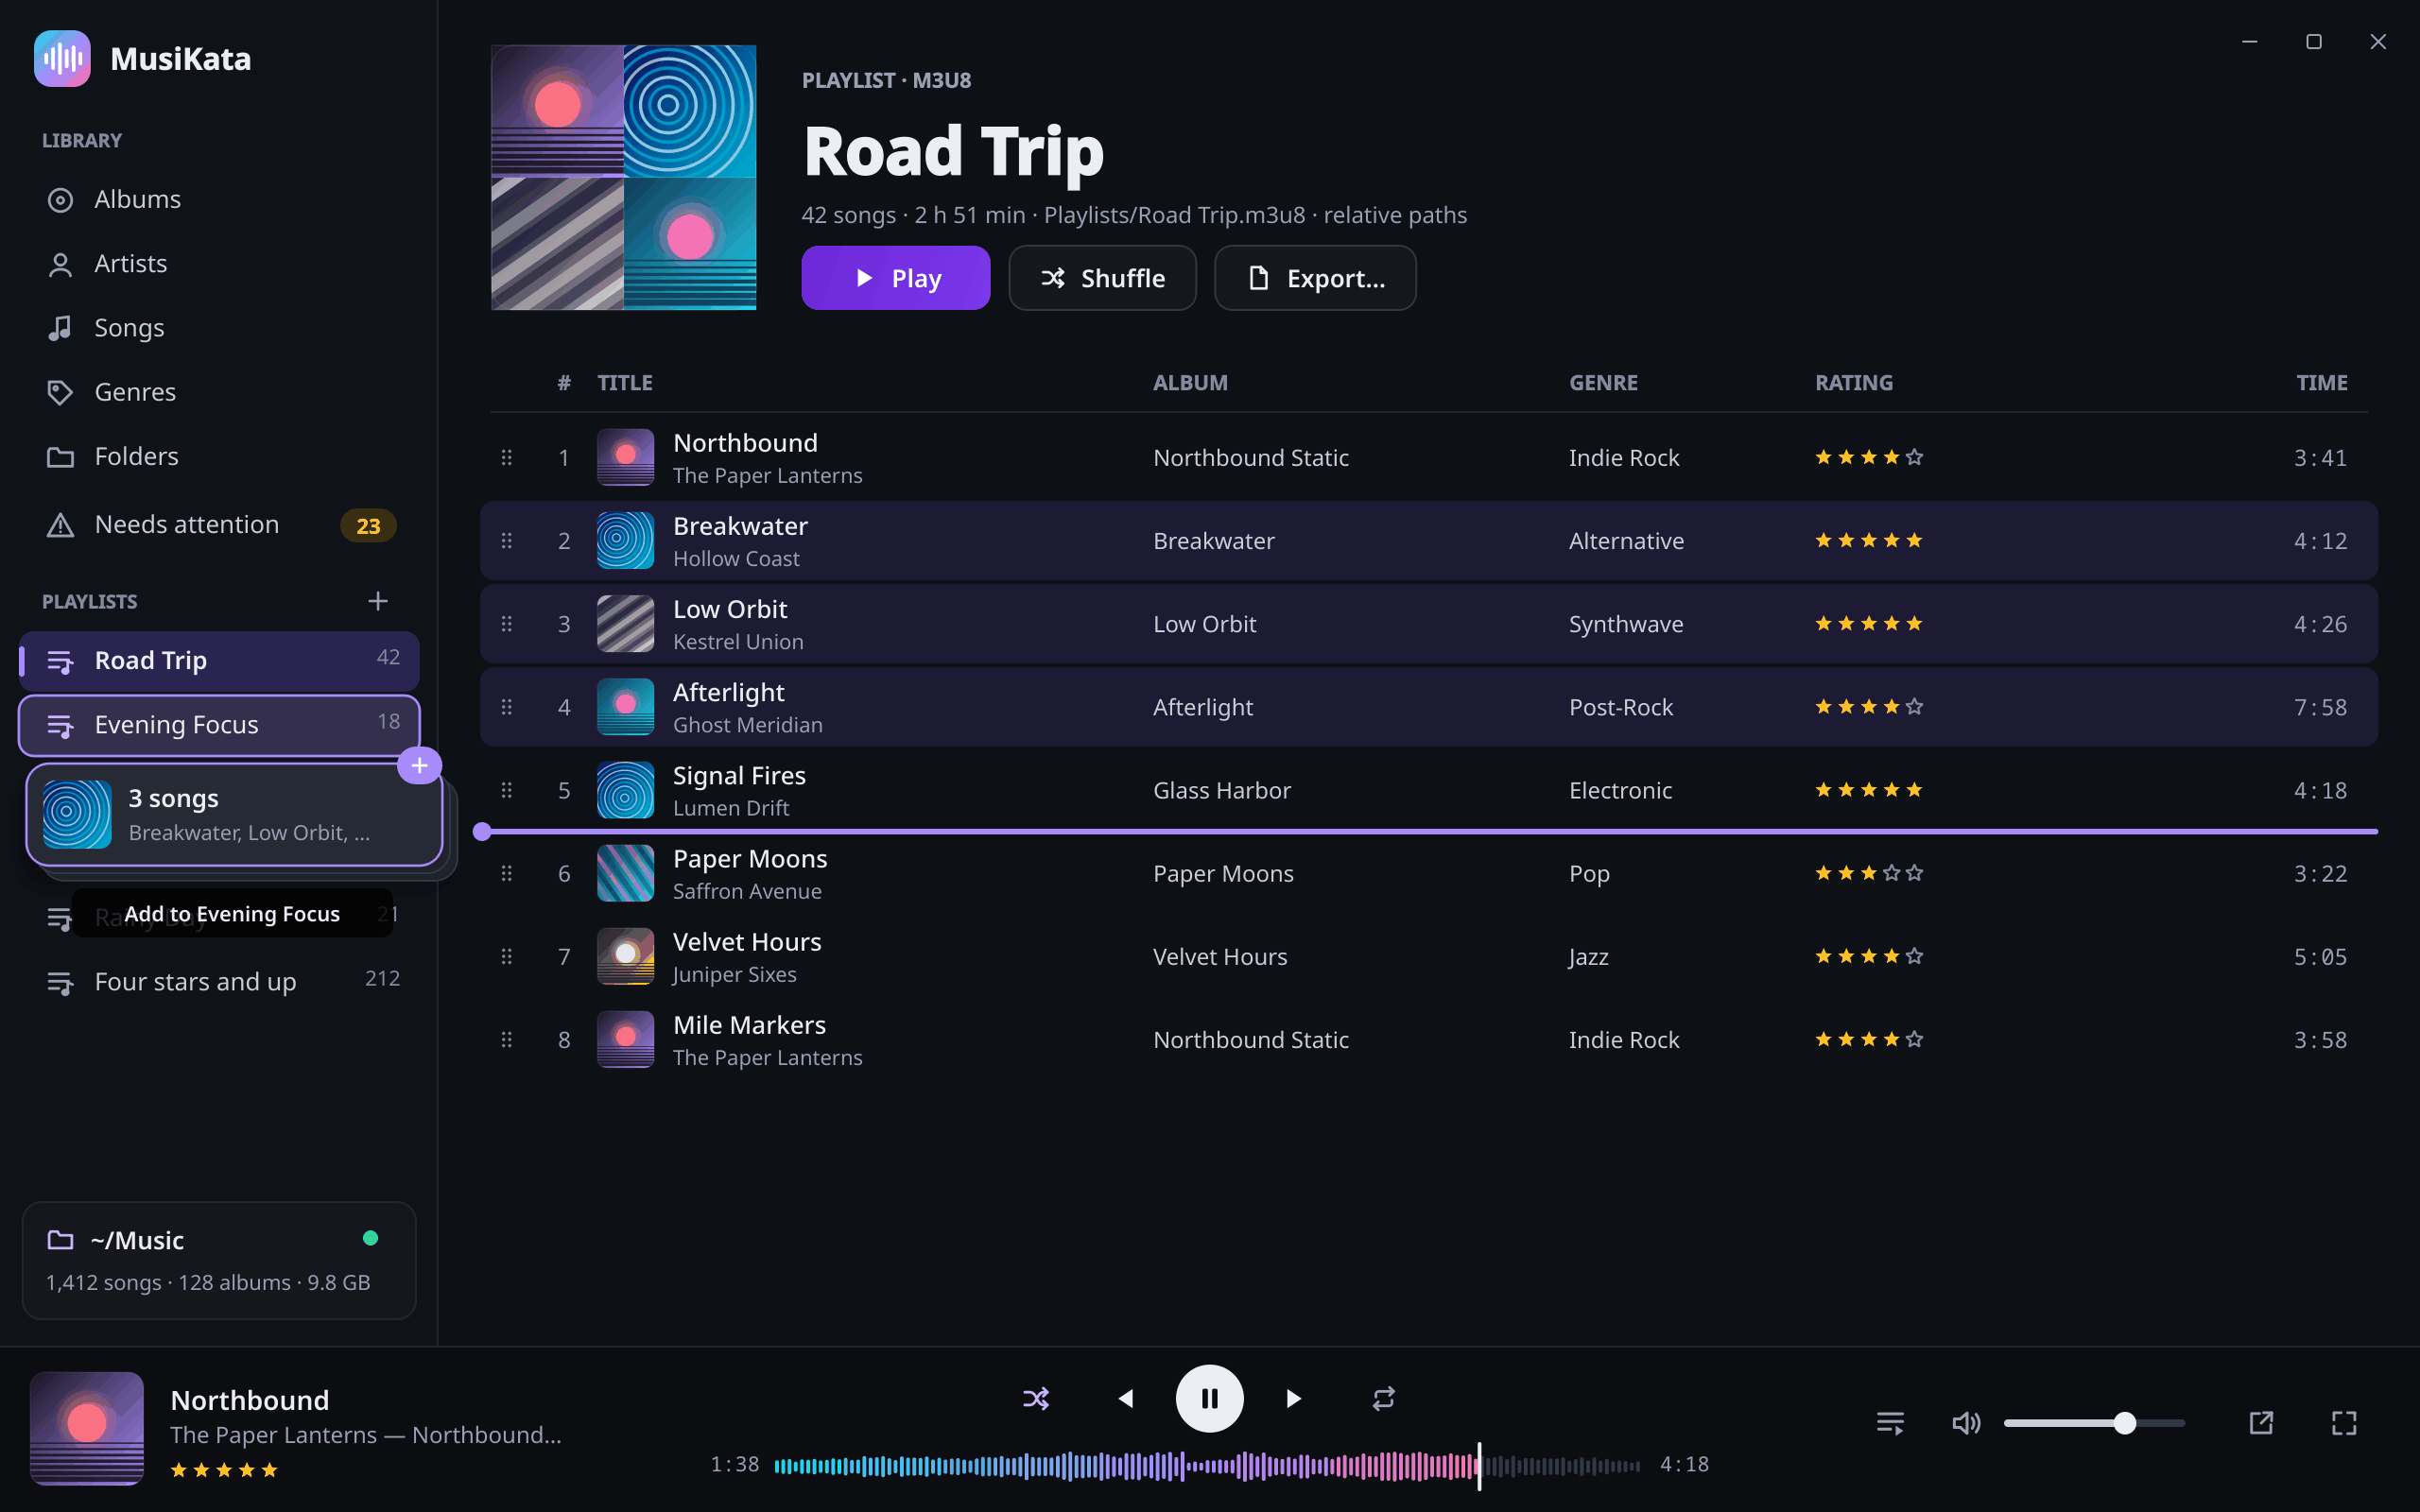 MusiKata
LIBRARY
Albums
Artists
Songs
Genres
Folders
Needs attention 23
PLAYLISTS
Road Trip 42
Evening Focus 18
3 songs
Breakwater, Low Orbit, ...
Add to Evening Focus
Rainy Day 21
Four stars and up 212
~/Music
1,412 songs · 128 albums · 9.8 GB
PLAYLIST · M3U8
Road Trip
42 songs · 2 h 51 min · Playlists/Road Trip.m3u8 · relative paths
Play Shuffle Export...
# TITLE ALBUM GENRE RATING TIME
1 Northbound Northbound Static Indie Rock 3:41
The Paper Lanterns
2 Breakwater Breakwater Alternative 4:12
Hollow Coast
3 Low Orbit Low Orbit Synthwave 4:26
Kestrel Union
4 Afterlight Afterlight Post-Rock 7:58
Ghost Meridian
5 Signal Fires Glass Harbor Electronic 4:18
Lumen Drift
6 Paper Moons Paper Moons Pop 3:22
Saffron Avenue
7 Velvet Hours Velvet Hours Jazz 5:05
Juniper Sixes
8 Mile Markers Northbound Static Indie Rock 3:58
The Paper Lanterns
Northbound
The Paper Lanterns — Northbound...
1:38 4:18